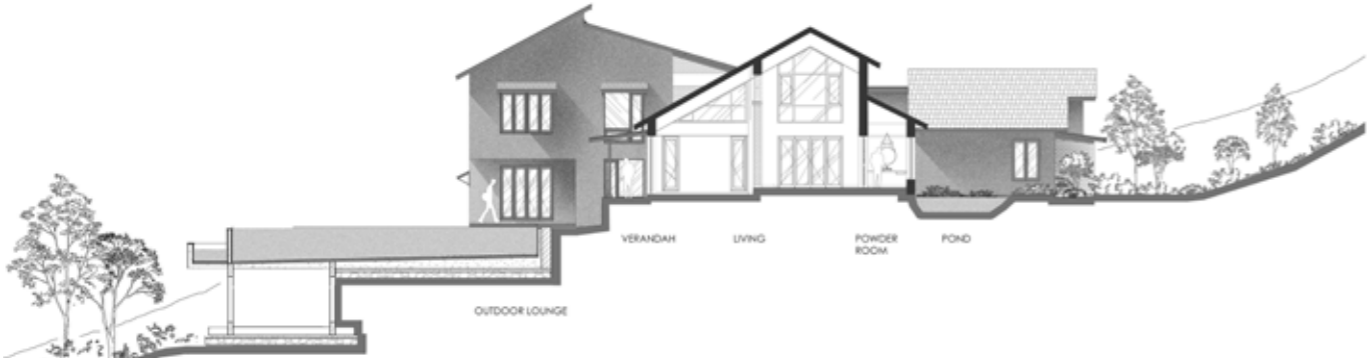 VERANDAH
LIVING
POWDER
ROOM
POND
OUTDOOR LOUNGE